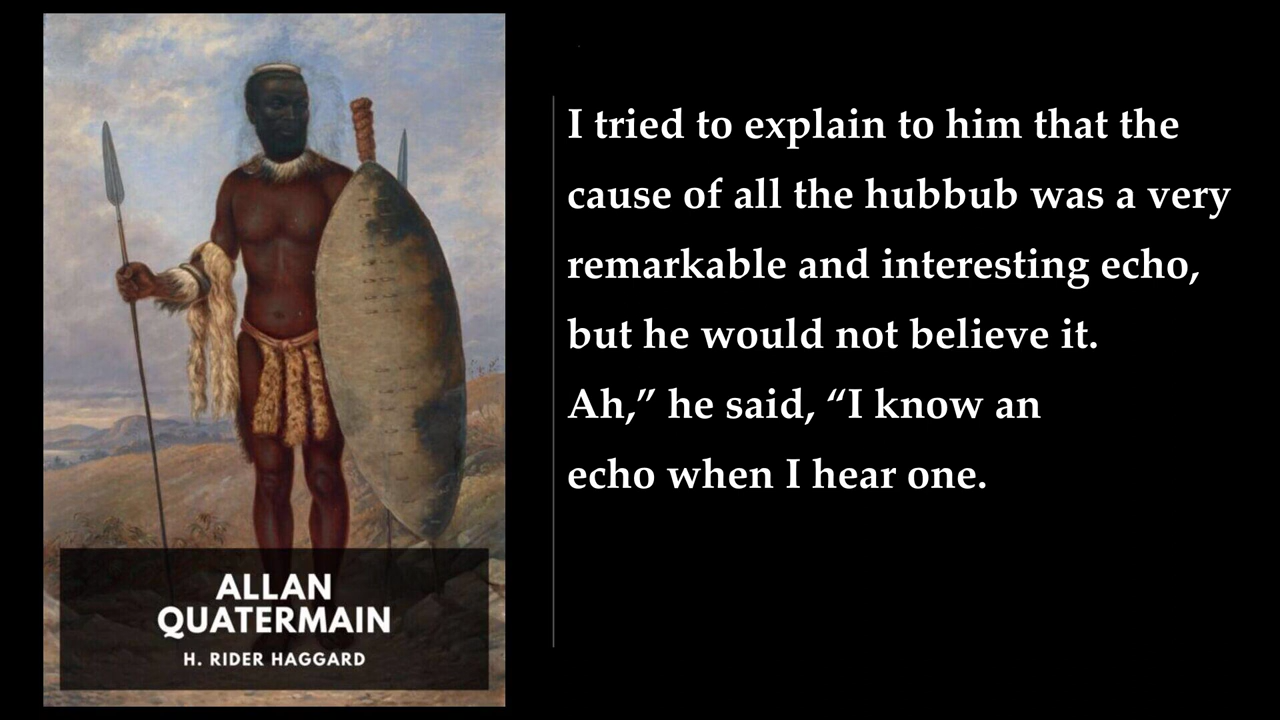 ALLAN
QUATERMAIN
H. RIDER HAGGARD
I tried to explain to him that the
cause of all the hubbub was a very
remarkable and interesting echo,
but he would not believe it.
Ah,” he said, “I know an
echo when I hear one.